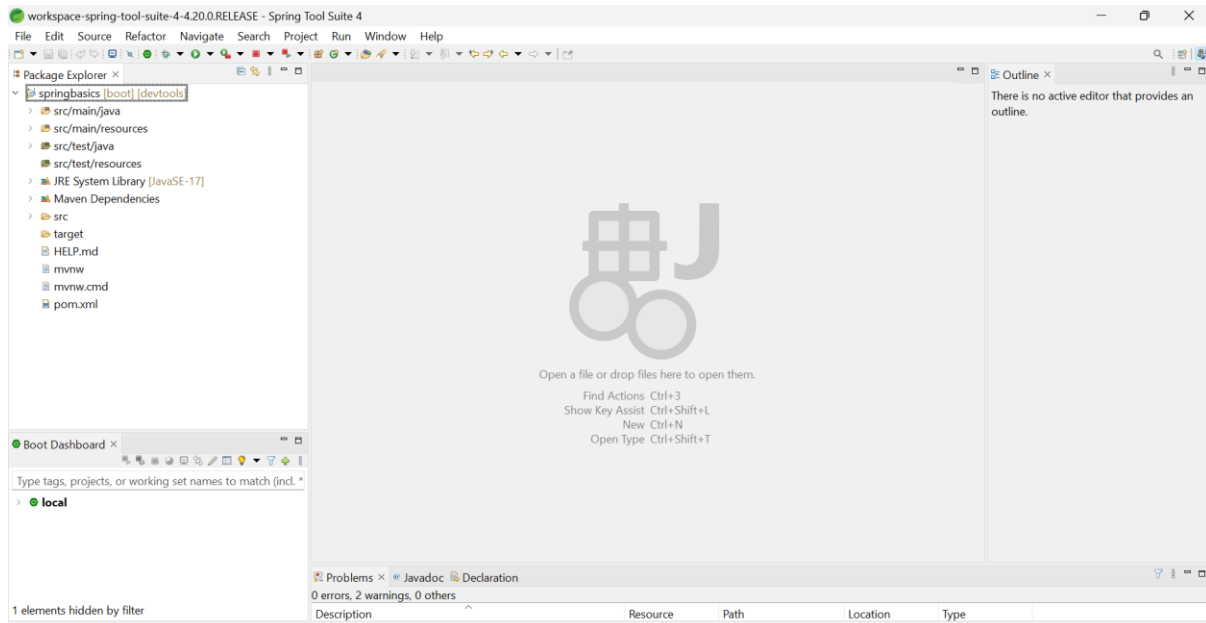 workspace-spring-tool-suite-4-4.20.0.RELEASE - Spring Tool Suite 4
File Edit Source Refactor Navigate Search Project Run Window Help
Package Explorer
springbasics [boot] [devtools]
src/main/java
src/main/resources
src/test/java
src/test/resources
JRE System Library [JavaSE-17]
Maven Dependencies
src
target
HELP.md
mvnw
mvnw.cmd
pom.xml
Boot Dashboard
Type tags, projects, or working set names to match (incl. *
local
1 elements hidden by filter
Open a file or drop files here to open them.
Find Actions Ctrl+3
Show Key Assist Ctrl+Shift+L
New Ctrl+N
Open Type Ctrl+Shift+T
Outline
There is no active editor that provides an
outline.
Problems Javadoc Declaration
0 errors, 2 warnings, 0 others
Description Resource Path Location Type